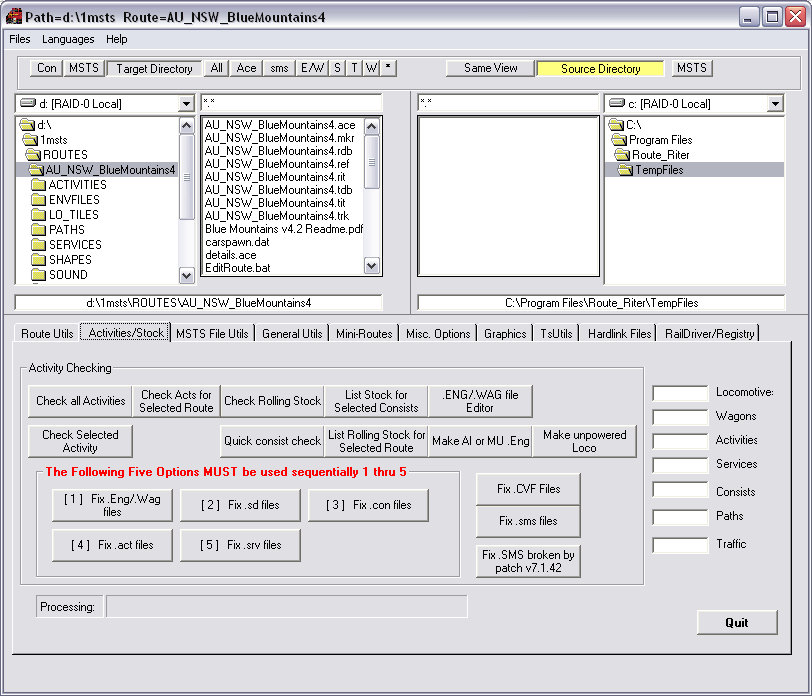 Path=d:\1msts Route=AU_NSW_BlueMountains4
Files Languages Help
Con MSTS Target Directory All Ace sms E/W S T W * Same View Source Directory MSTS
d: [RAID-0 Local] *.* *.* c: [RAID-0 Local]
d:\
1msts
ROUTES
AU_NSW_BlueMountains4
ACTIVITIES
ENVFILES
LO_TILES
PATHS
SERVICES
SHAPES
SOUND
AU_NSW_BlueMountains4.ace
AU_NSW_BlueMountains4.mkr
AU_NSW_BlueMountains4.rdb
AU_NSW_BlueMountains4.ref
AU_NSW_BlueMountains4.rit
AU_NSW_BlueMountains4.tdb
AU_NSW_BlueMountains4.tit
AU_NSW_BlueMountains4.trk
Blue Mountains v4.2 Readme.pdf
carspawn.dat
details.ace
EditRoute.bat
C:\
Program Files
Route_Riter
TempFiles
d:\1msts\ROUTES\AU_NSW_BlueMountains4 C:\Program Files\Route_Riter\TempFiles
Route Utils Activities/Stock MSTS File Utils General Utils Mini-Routes Misc. Options Graphics TsUtils Hardlink Files RailDriver/Registry
Activity Checking
Check all Activities
Check Acts for
Selected Route
Check Rolling Stock
List Stock for
Selected Consists
.ENG/.WAG file
Editor
Check Selected
Activity
Quick consist check
List Rolling Stock for
Selected Route
Make AI or MU .Eng
Make unpowered
Loco
The Following Five Options MUST be used sequentially 1 thru 5
[ 1 ] Fix .Eng/.Wag
files
[ 2 ] Fix .sd files
[ 3 ] Fix .con files
[ 4 ] Fix .act files
[ 5 ] Fix .srv files
Fix .CVF Files
Fix .sms files
Fix .SMS broken by
patch v7.1.42
Locomotive:
Wagons
Activities
Services
Consists
Paths
Traffic
Processing:
Quit